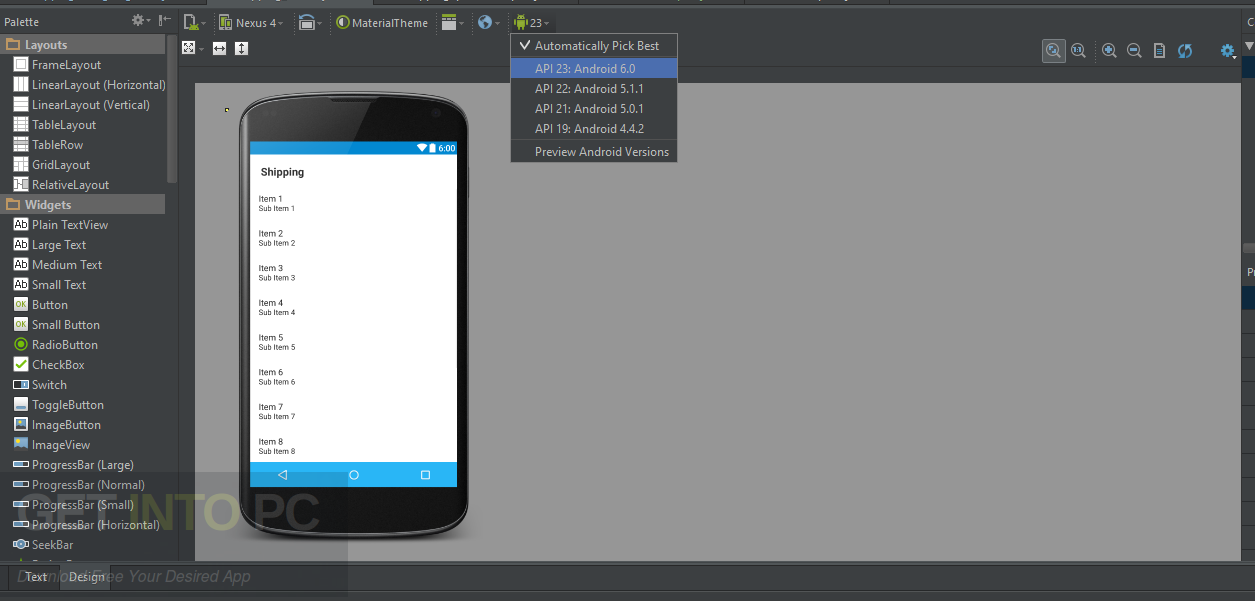 Palette
Nexus 4
MaterialTheme
23
Automatically Pick Best
API 23: Android 6.0
API 22: Android 5.1.1
API 21: Android 5.0.1
API 19: Android 4.4.2
Preview Android Versions
Layouts
FrameLayout
LinearLayout (Horizontal)
LinearLayout (Vertical)
TableLayout
TableRow
GridLayout
RelativeLayout
Widgets
Ab Plain TextView
Ab Large Text
Ab Medium Text
Ab Small Text
OK Button
OK Small Button
RadioButton
CheckBox
Switch
ToggleButton
ImageButton
ImageView
ProgressBar (Large)
ProgressBar (Normal)
ProgressBar (Small)
ProgressBar (Horizontal)
SeekBar
6:00
Shipping
Item 1
Sub Item 1
Item 2
Sub Item 2
Item 3
Sub Item 3
Item 4
Sub Item 4
Item 5
Sub Item 5
Item 6
Sub Item 6
Item 7
Sub Item 7
Item 8
Sub Item 8
GET INTO PC
Download Free Your Desired App
Text
Design